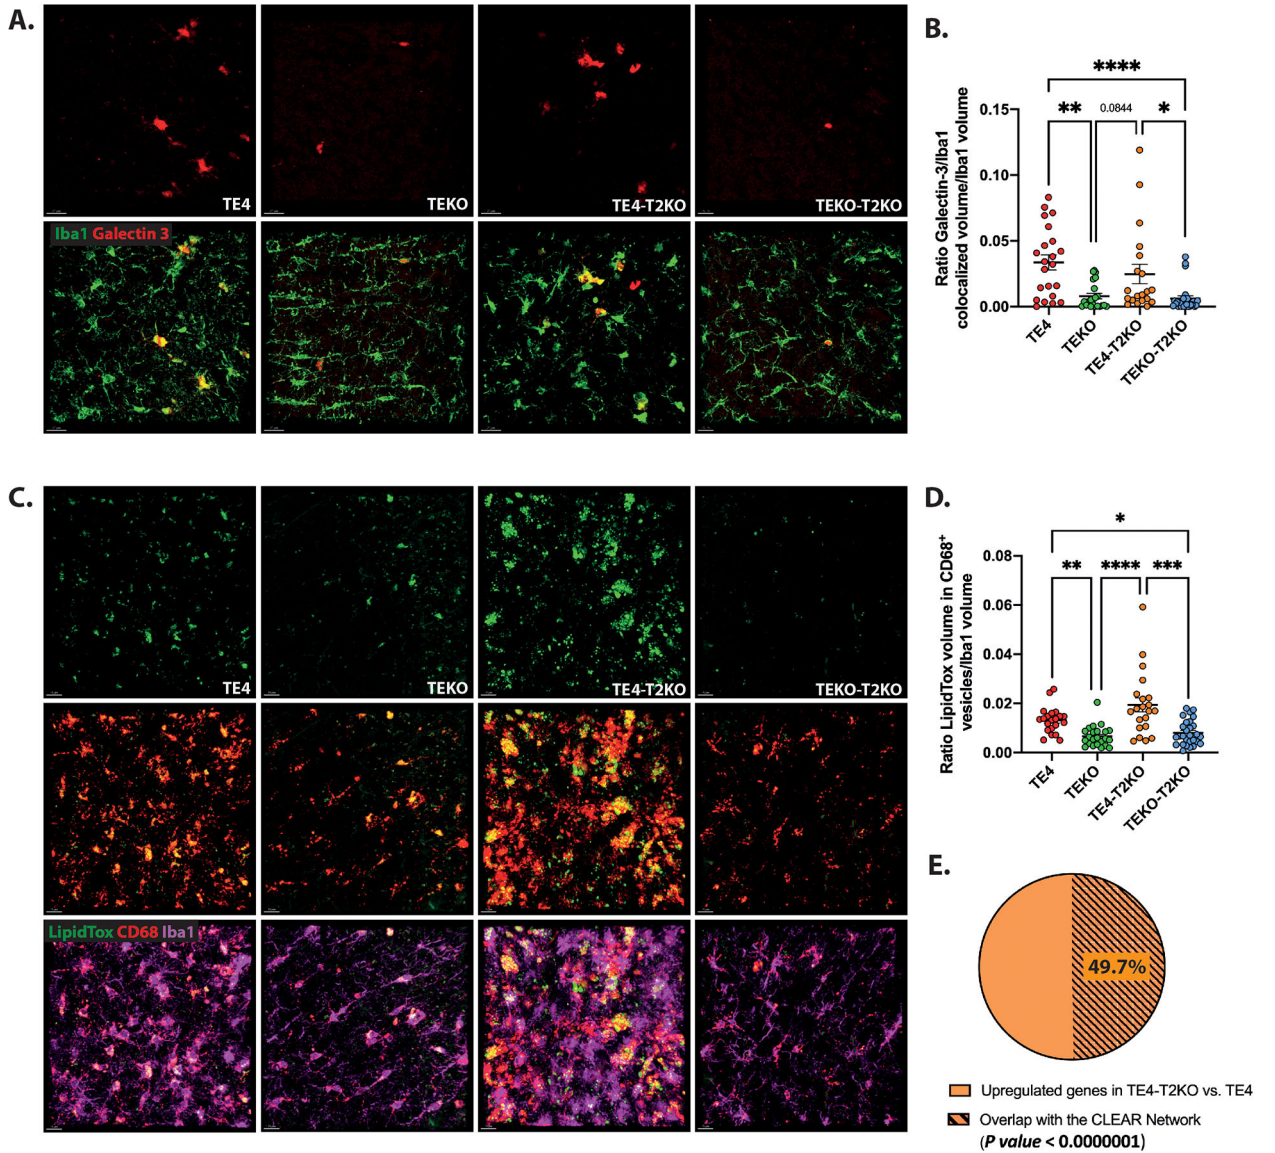 A.
TE4
TEKO
TE4-T2KO
TEKO-T2KO
Iba1 Galectin 3
B.
****
** 0.0844 *
Ratio Galectin-3/Iba1
colocalized volume/Iba1 volume
0.15
0.10
0.05
0.00
TE4
TEKO
TE4-T2KO
TEKO-T2KO
C.
TE4
TEKO
TE4-T2KO
TEKO-T2KO
LipidTox CD68 Iba1
D.
*
** **** ***
Ratio LipidTox volume in CD68⁺
vesicles/Iba1 volume
0.08
0.06
0.04
0.02
0.00
TE4
TEKO
TE4-T2KO
TEKO-T2KO
E.
49.7%
Upregulated genes in TE4-T2KO vs. TE4
Overlap with the CLEAR Network
(P value < 0.0000001)